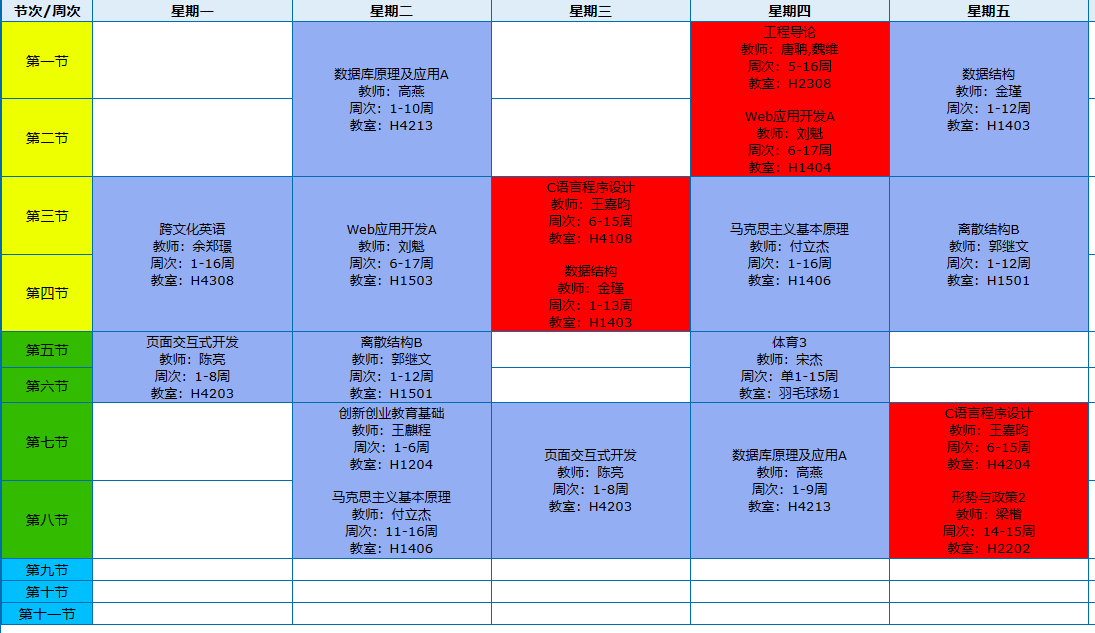 节次/周次 星期一 星期二 星期三 星期四 星期五
第一节
第二节
数据库原理及应用A
教师：高燕
周次：1-10周
教室：H4213
工程导论
教师：唐聃,魏维
周次：5-16周
教室：H2308
Web应用开发A
教师：刘魁
周次：6-17周
教室：H1404
数据结构
教师：金瑾
周次：1-12周
教室：H1403
第三节
第四节
跨文化英语
教师：余郑璟
周次：1-16周
教室：H4308
Web应用开发A
教师：刘魁
周次：6-17周
教室：H1503
C语言程序设计
教师：王嘉昀
周次：6-15周
教室：H4108
数据结构
教师：金瑾
周次：1-13周
教室：H1403
马克思主义基本原理
教师：付立杰
周次：1-16周
教室：H1406
离散结构B
教师：郭继文
周次：1-12周
教室：H1501
第五节
第六节
页面交互式开发
教师：陈亮
周次：1-8周
教室：H4203
离散结构B
教师：郭继文
周次：1-12周
教室：H1501
体育3
教师：宋杰
周次：单1-15周
教室：羽毛球场1
第七节
第八节
创新创业教育基础
教师：王麒程
周次：1-6周
教室：H1204
马克思主义基本原理
教师：付立杰
周次：11-16周
教室：H1406
页面交互式开发
教师：陈亮
周次：1-8周
教室：H4203
数据库原理及应用A
教师：高燕
周次：1-9周
教室：H4213
C语言程序设计
教师：王嘉昀
周次：6-15周
教室：H4204
形势与政策2
教师：梁楷
周次：14-15周
教室：H2202
第九节
第十节
第十一节